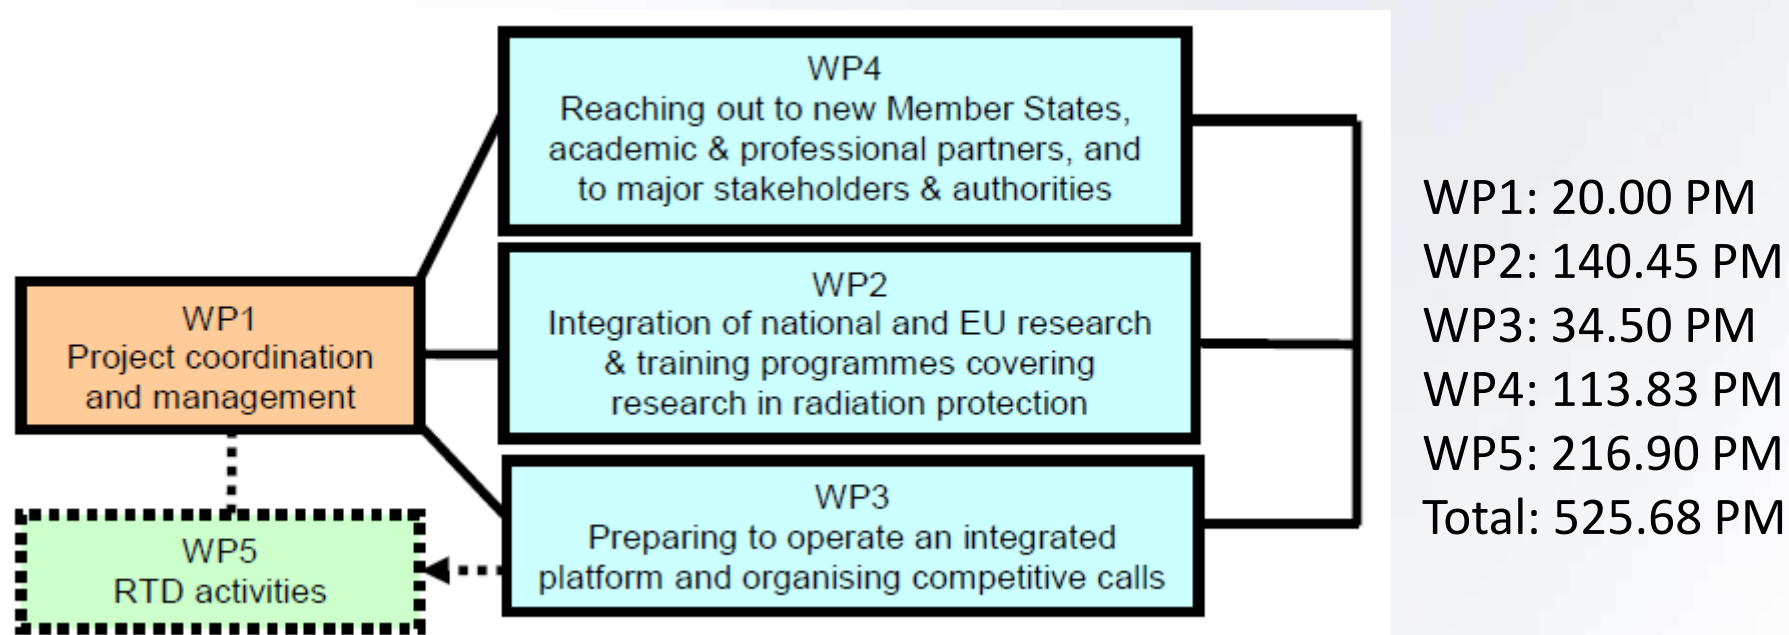 WP4
Reaching out to new Member States,
academic & professional partners, and
to major stakeholders & authorities
WP1
Project coordination
and management
WP2
Integration of national and EU research
& training programmes covering
research in radiation protection
WP5
RTD activities
WP3
Preparing to operate an integrated
platform and organising competitive calls
WP1: 20.00 PM
WP2: 140.45 PM
WP3: 34.50 PM
WP4: 113.83 PM
WP5: 216.90 PM
Total: 525.68 PM